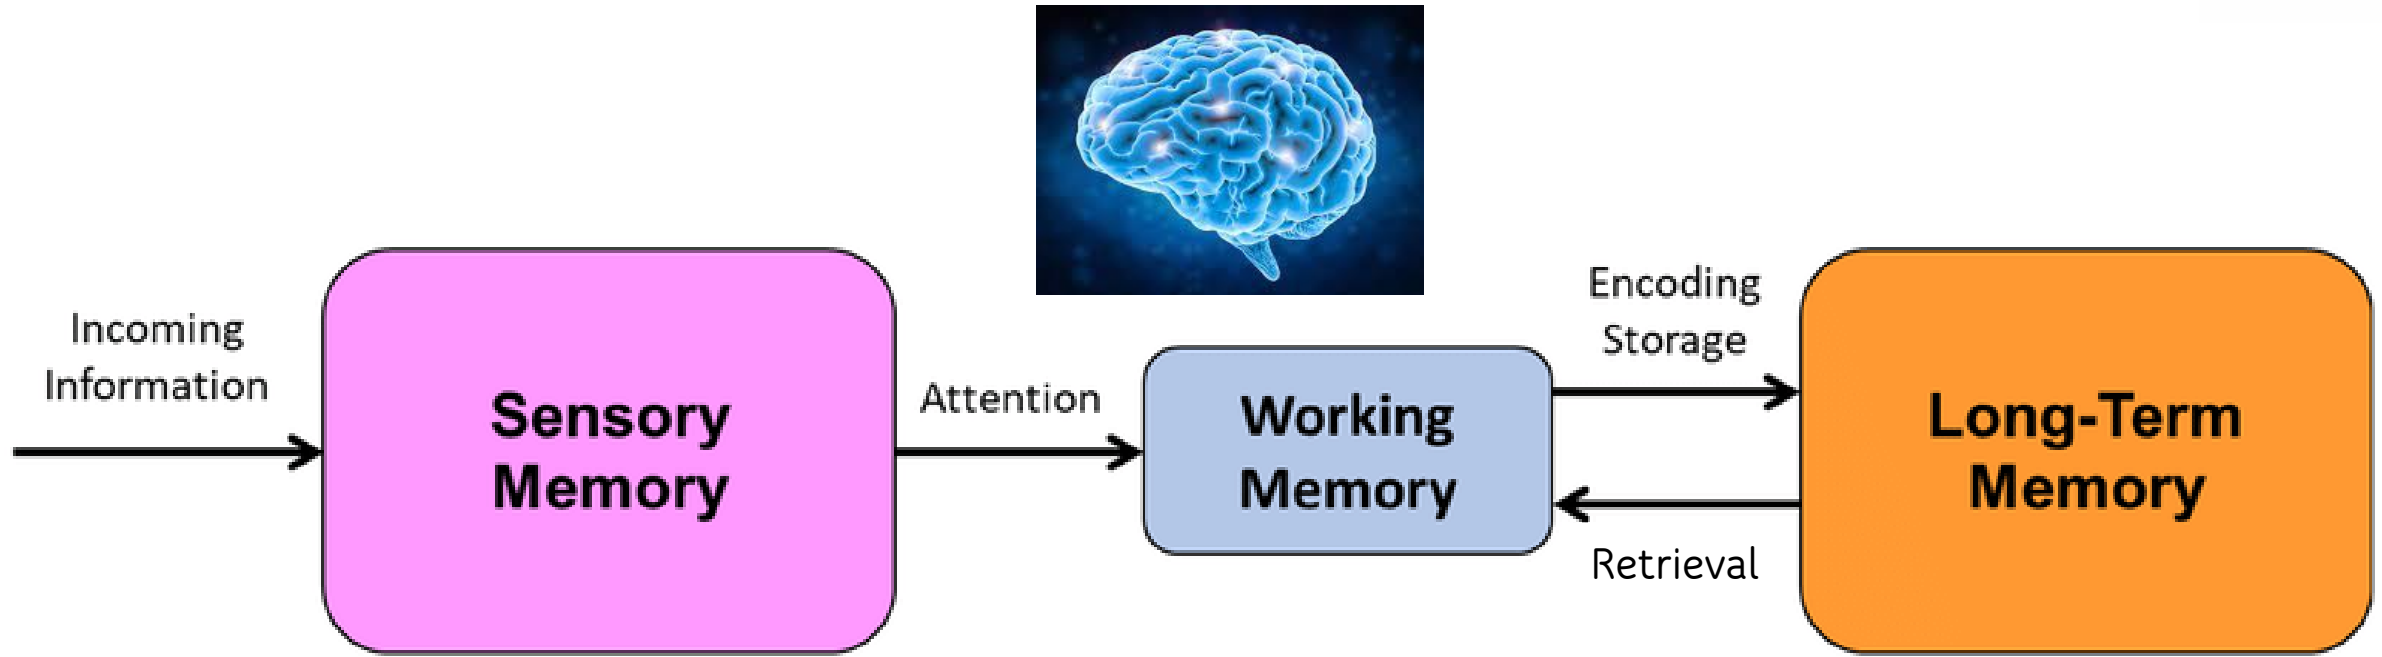 Incoming
Information
Sensory
Memory
Attention
Working
Memory
Encoding
Storage
Retrieval
Long-Term
Memory